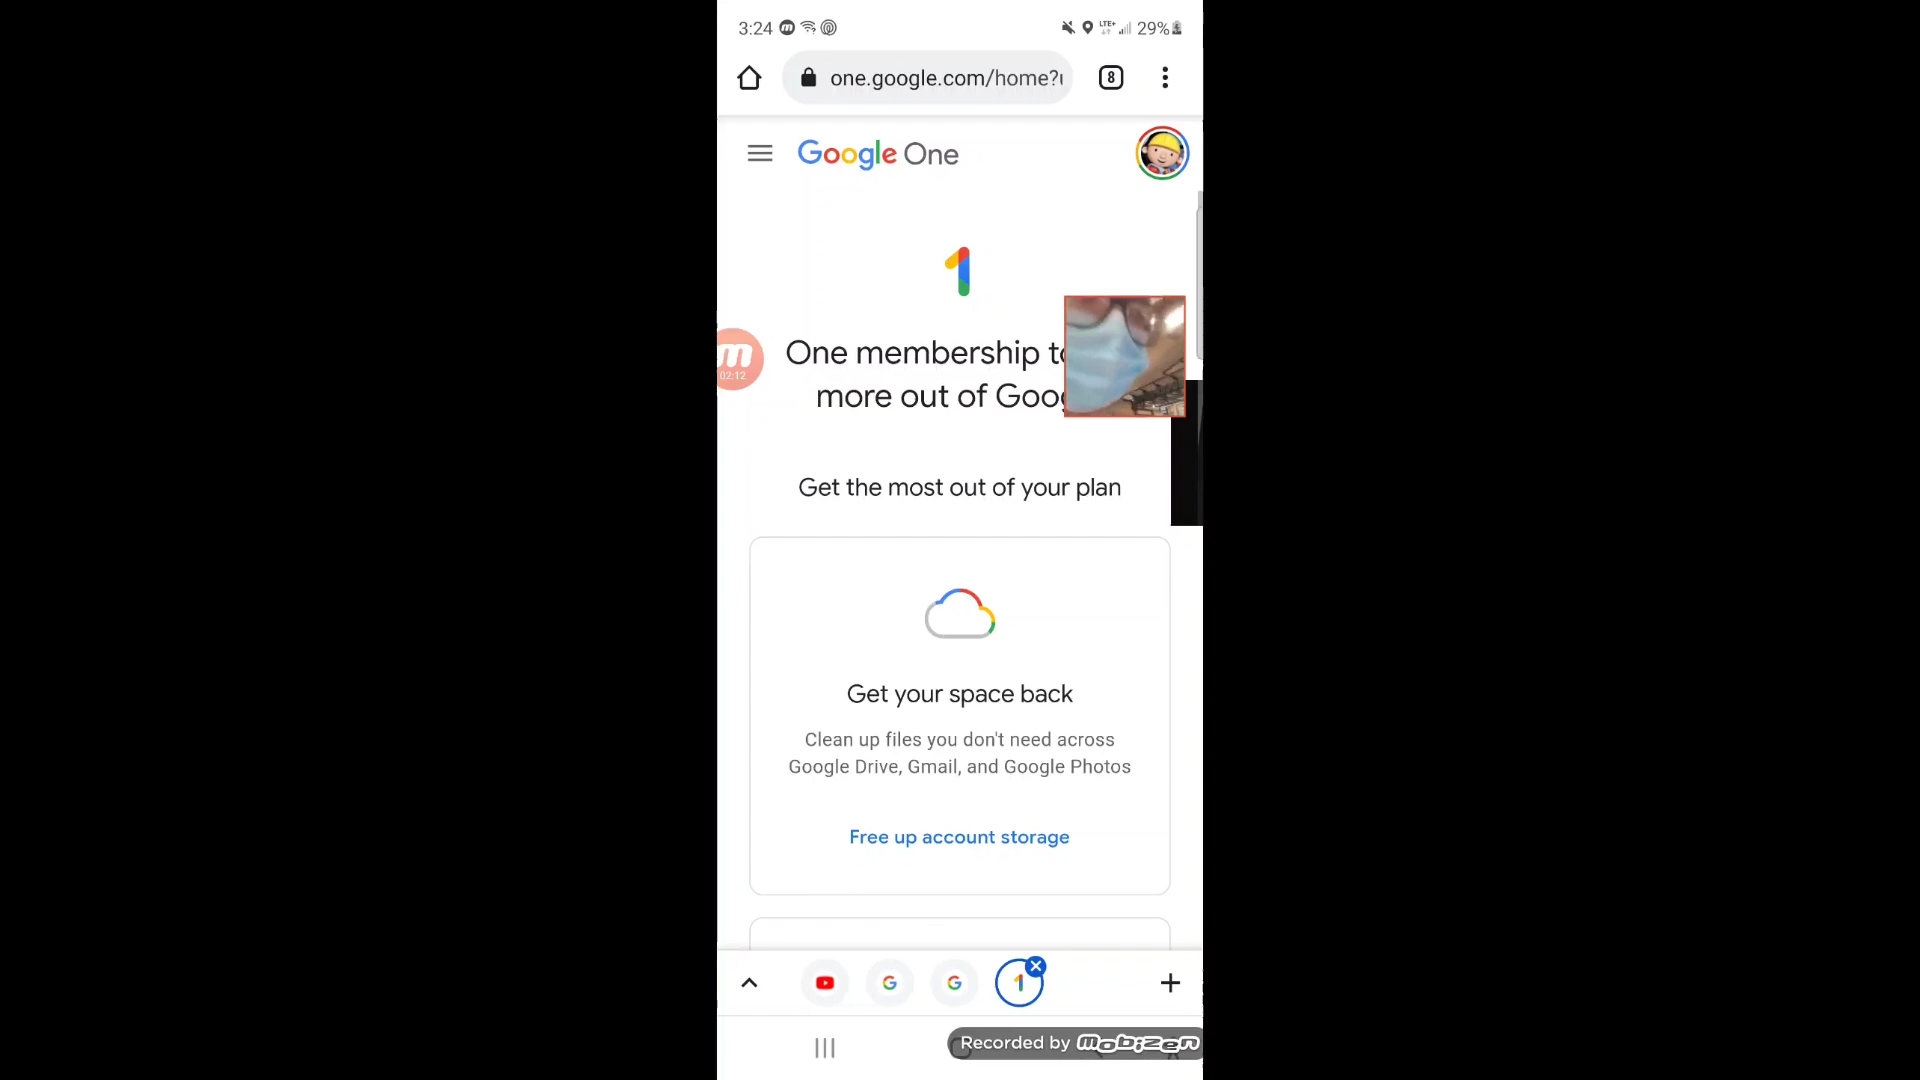 3:24
LTE+
29%
one.google.com/home?
8
Google One
One membership
more out of
02:12
Get the most out of your plan
Get your space back
Clean up files you don't need across
Google Drive, Gmail, and Google Photos
Free up account storage
Recorded by mobizen